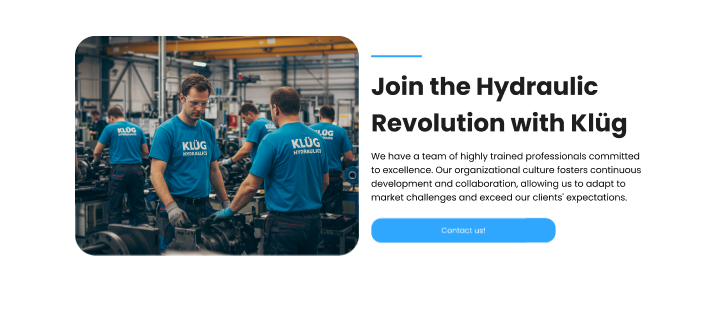 Join the Hydraulic
Revolution with Klüg
We have a team of highly trained professionals committed
to excellence. Our organizational culture fosters continuous
development and collaboration, allowing us to adapt to
market challenges and exceed our clients' expectations.
Contact us!
KLÜG
KLÜG
HYDRAULICS
KLÜG
HYDRAULICS
KLÜG